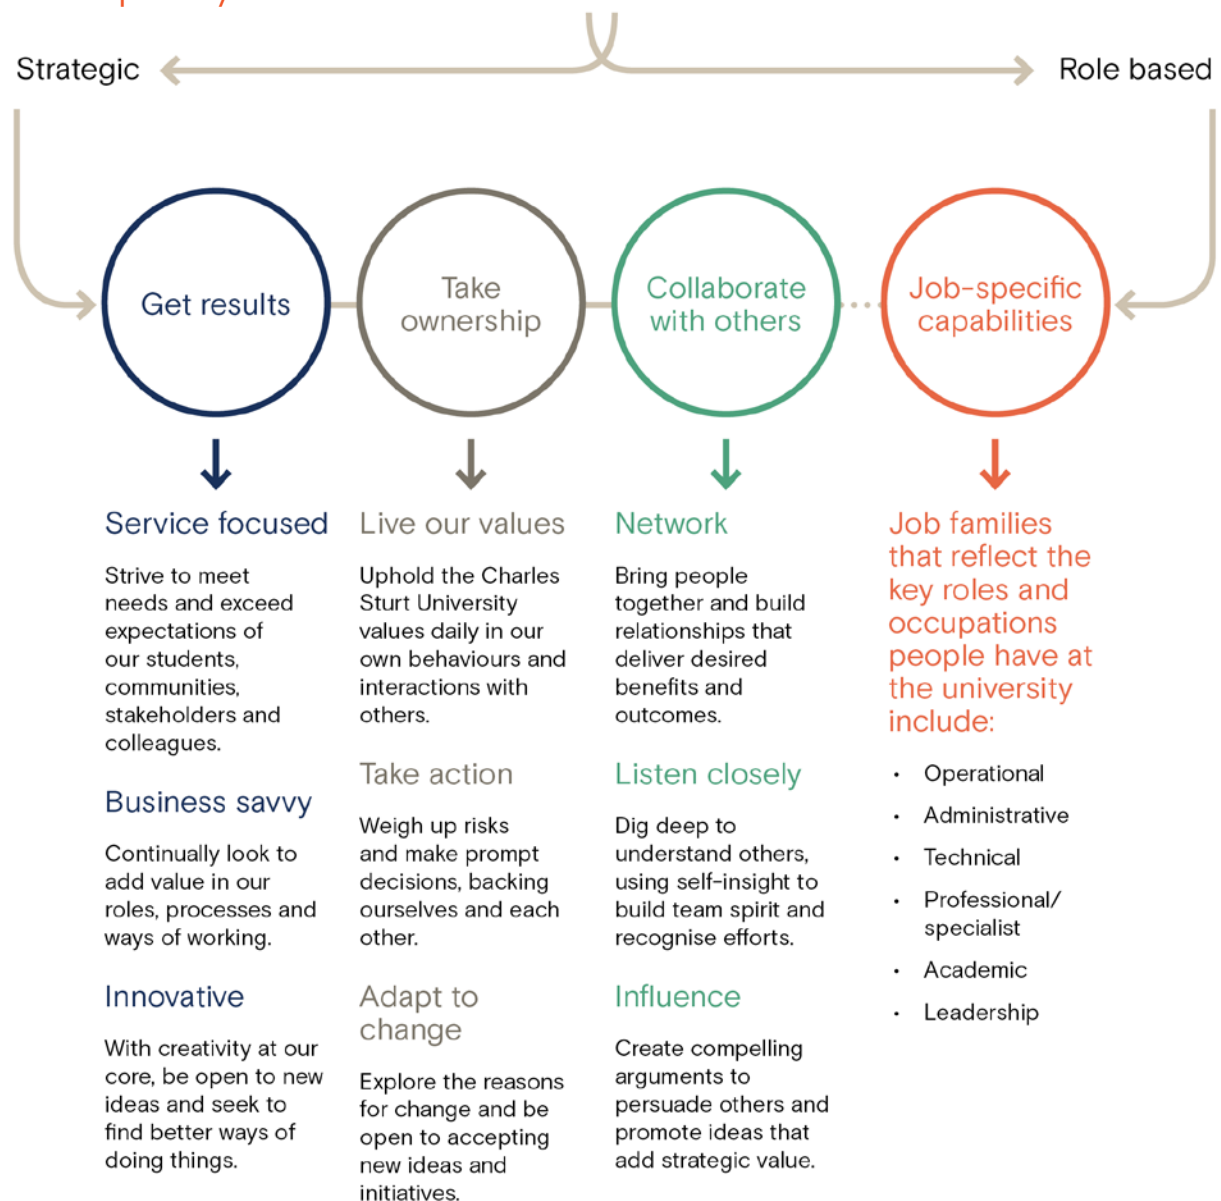 Strategic
Role based
Get results
Take
ownership
Collaborate
with others
Job-specific
capabilities
Service focused
Strive to meet
needs and exceed
expectations of
our students,
communities,
stakeholders and
colleagues.
Business savvy
Continually look to
add value in our
roles, processes and
ways of working.
Innovative
With creativity at our
core, be open to new
ideas and seek to
find better ways of
doing things.
Live our values
Uphold the Charles
Sturt University
values daily in our
own behaviours and
interactions with
others.
Take action
Weigh up risks
and make prompt
decisions, backing
ourselves and each
other.
Adapt to
change
Explore the reasons
for change and be
open to accepting
new ideas and
initiatives.
Network
Bring people
together and build
relationships that
deliver desired
benefits and
outcomes.
Listen closely
Dig deep to
understand others,
using self-insight to
build team spirit and
recognise efforts.
Influence
Create compelling
arguments to
persuade others and
promote ideas that
add strategic value.
Job families
that reflect the
key roles and
occupations
people have at
the university
include:
• Operational
• Administrative
• Technical
• Professional/
specialist
• Academic
• Leadership